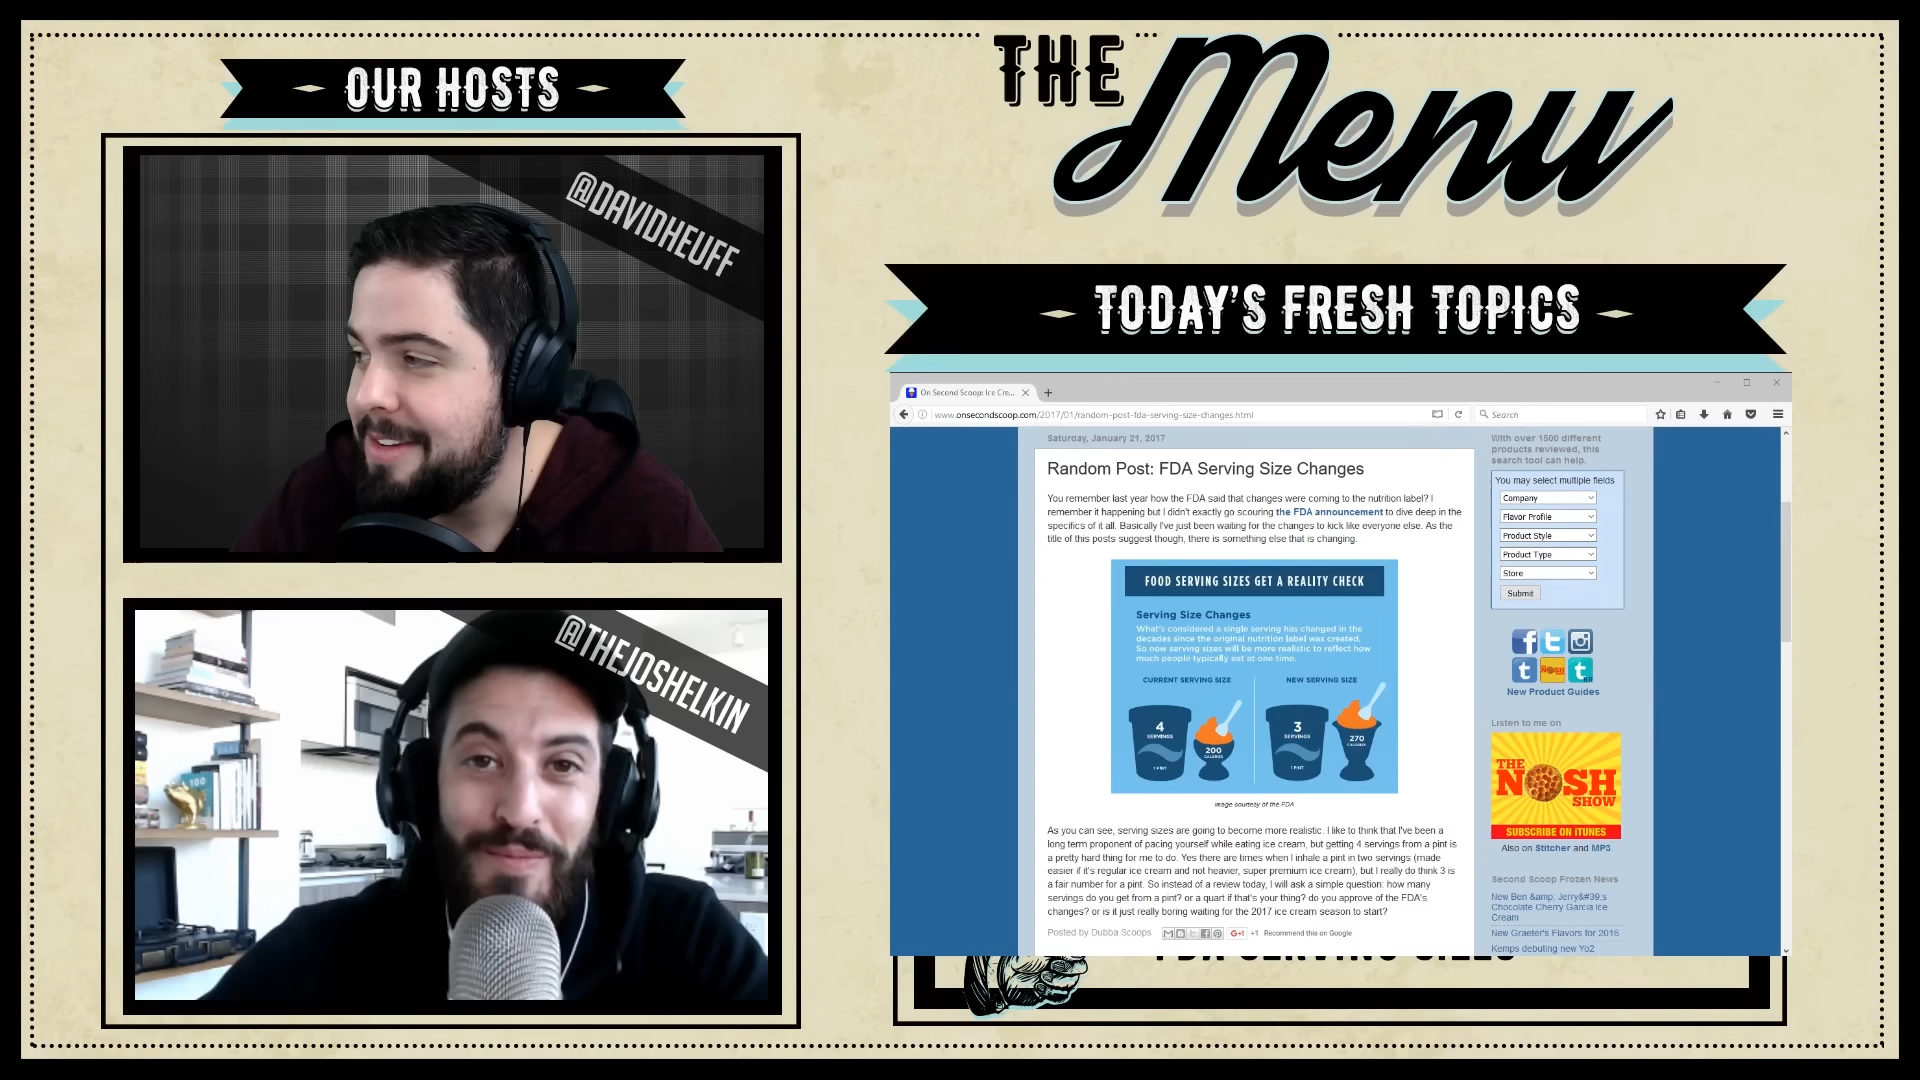 OUR HOSTS
@DAVIDHEUFF
@THEJOSHELKIN
THE Menu
TODAY'S FRESH TOPICS
On Second Scoop: Ice Cre...
www.onsecondscoop.com/2017/01/random-post-fda-serving-size-changes.html
Search
Saturday, January 21, 2017
Random Post: FDA Serving Size Changes
You remember last year how the FDA said that changes were coming to the nutrition label? I
remember it happening but I didn't exactly go scouring the FDA announcement to dive deep in the
specifics of it all. Basically I've just been waiting for the changes to kick like everyone else. As the
title of this posts suggest though, there is something else that is changing.
FOOD SERVING SIZES GET A REALITY CHECK
Serving Size Changes
What's considered a single serving has changed in the
decades since the original nutrition label was created.
So now serving sizes will be more realistic to reflect how
much people typically eat at one time.
CURRENT SERVING SIZE
NEW SERVING SIZE
4
SERVINGS
1 PINT
200
CALORIES
3
SERVINGS
1 PINT
270
CALORIES
Image courtesy of the FDA
As you can see, serving sizes are going to become more realistic. I like to think that I've been a
long term proponent of pacing yourself while eating ice cream, but getting 4 servings from a pint is
a pretty hard thing for me to do. Yes there are times when I inhale a pint in two servings (made
easier if it's regular ice cream and not heavier, super premium ice cream), but I really do think 3 is
a fair number for a pint. So instead of a review today, I will ask a simple question: how many
servings do you get from a pint? or a quart if that's your thing? do you approve of the FDA's
changes? or is it just really boring waiting for the 2017 ice cream season to start?
Posted by Dubba Scoops
G+1 +1 Recommend this on Google
With over 1500 different
products reviewed, this
search tool can help.
You may select multiple fields
Company
Flavor Profile
Product Style
Product Type
Store
Submit
New Product Guides
Listen to me on
THE
NOSH
SHOW
SUBSCRIBE ON iTUNES
Also on Stitcher and MP3.
Second Scoop Frozen News
New Ben &amp; Jerry&#39;s
Chocolate Cherry Garcia Ice
Cream
New Graeter's Flavors for 2016
Kemps debuting new Yo2
FDA SERVING SIZES